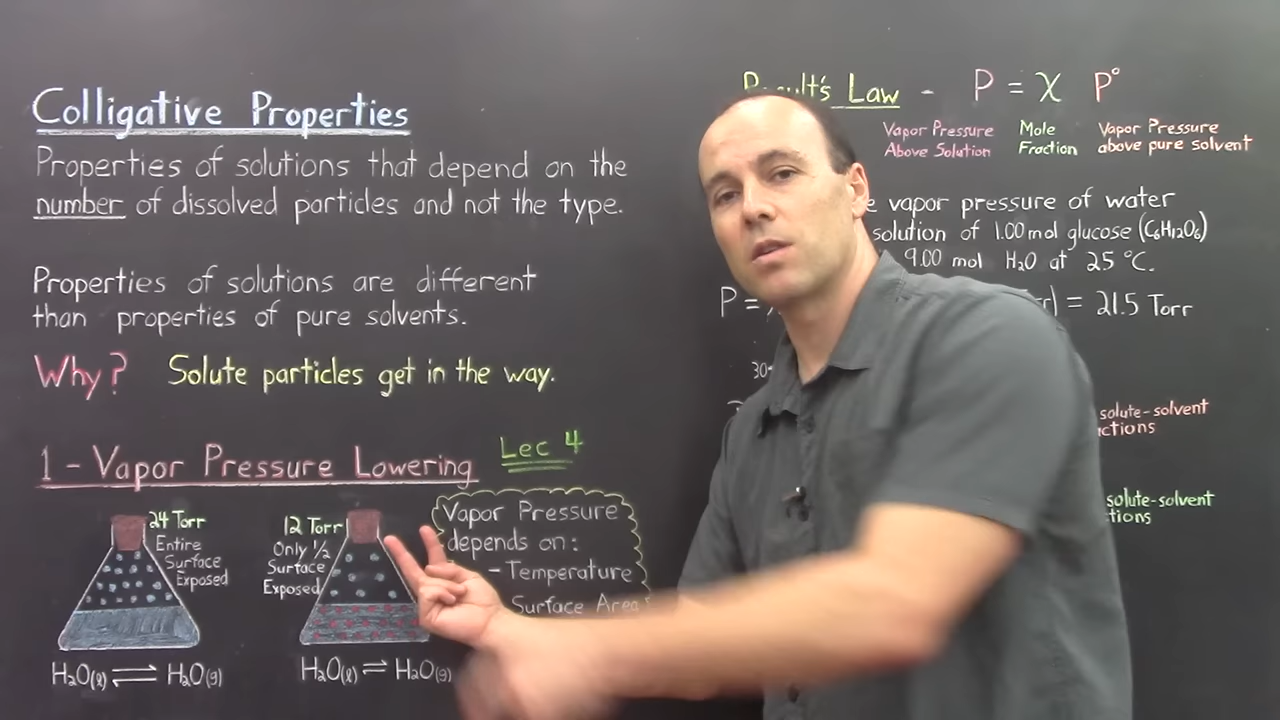 Colligative Properties
Properties of solutions that depend on the
number of dissolved particles and not the type.
Properties of solutions are different
than properties of pure solvents.
Why? Solute particles get in the way.
1 - Vapor Pressure Lowering
Lec 4
24 Torr
Entire
Surface
Exposed
H₂O(l) ⇌ H₂O(g)
12 Torr
Only 1/2
Surface
Exposed
H₂O(l) ⇌ H₂O(g)
Vapor Pressure
depends on:
- Temperature
Surface Area
Law - P = χ P°
Vapor Pressure
Above Solution
Mole
Fraction
Vapor Pressure
above pure solvent
vapor pressure of water
solution of 1.00 mol glucose (C₆H₁₂O₆)
9.00 mol H₂O at 25 °C.
P =
= 21.5 Torr
solute-solvent
solute-solvent